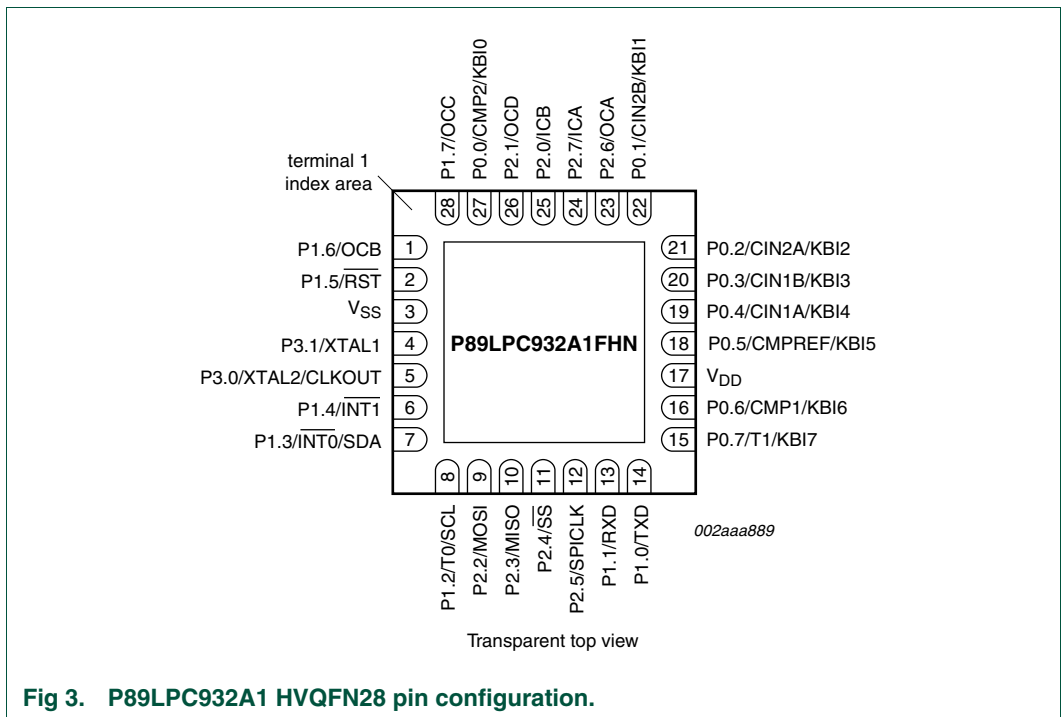 P1.7/OCC
P0.0/CMP2/KBI0
P2.1/OCD
P2.0/ICB
P2.7/ICA
P2.6/OCA
P0.1/CIN2B/KBI1
terminal 1
index area
28
27
26
25
24
23
22
P1.6/OCB 1
P1.5/R̅S̅T̅ 2
VSS 3
P3.1/XTAL1 4
P3.0/XTAL2/CLKOUT 5
P1.4/I̅N̅T̅1̅ 6
P1.3/I̅N̅T̅0̅/SDA 7
P89LPC932A1FHN
21 P0.2/CIN2A/KBI2
20 P0.3/CIN1B/KBI3
19 P0.4/CIN1A/KBI4
18 P0.5/CMPREF/KBI5
17 VDD
16 P0.6/CMP1/KBI6
15 P0.7/T1/KBI7
8
9
10
11
12
13
14
P1.2/T0/SCL
P2.2/MOSI
P2.3/MISO
P2.4/S̅S̅
P2.5/SPICLK
P1.1/RXD
P1.0/TXD
002aaa889
Transparent top view
Fig 3. P89LPC932A1 HVQFN28 pin configuration.